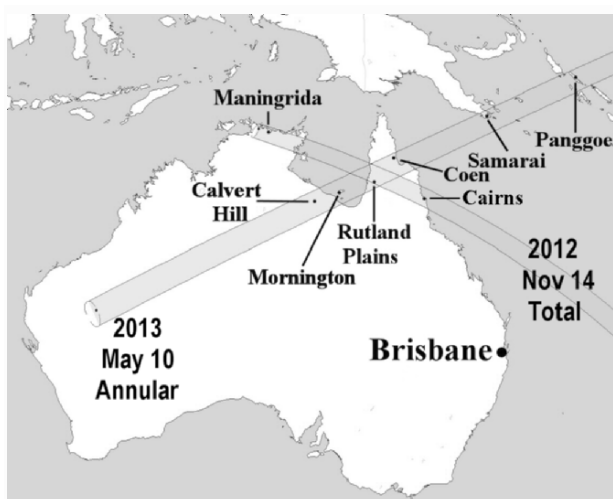 Maningrida
Panggoe
Samarai
Coen
Calvert
Hill
Cairns
Rutland
Plains
Mornington
2012
Nov 14
Total
2013
May 10
Annular
Brisbane